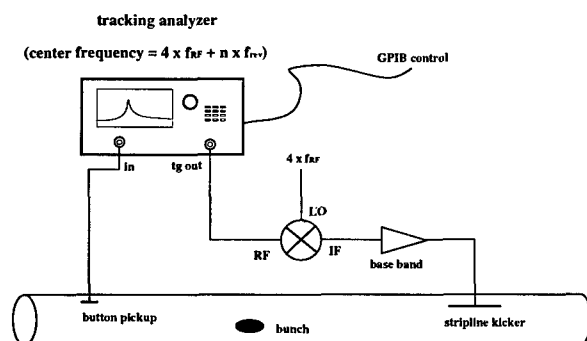 tracking analyzer
(center frequency = 4 x fRF + n x frev)
GPIB control
in
tg out
4 x fRF
LO
RF
IF
base band
button pickup
bunch
stripline kicker